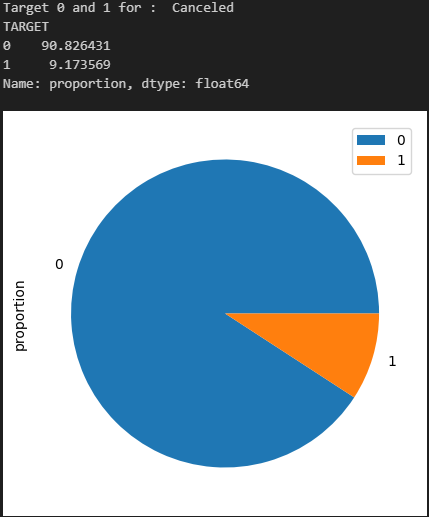 Target 0 and 1 for :  Canceled
TARGET
0    90.826431
1     9.173569
Name: proportion, dtype: float64
0
1
0
proportion
1